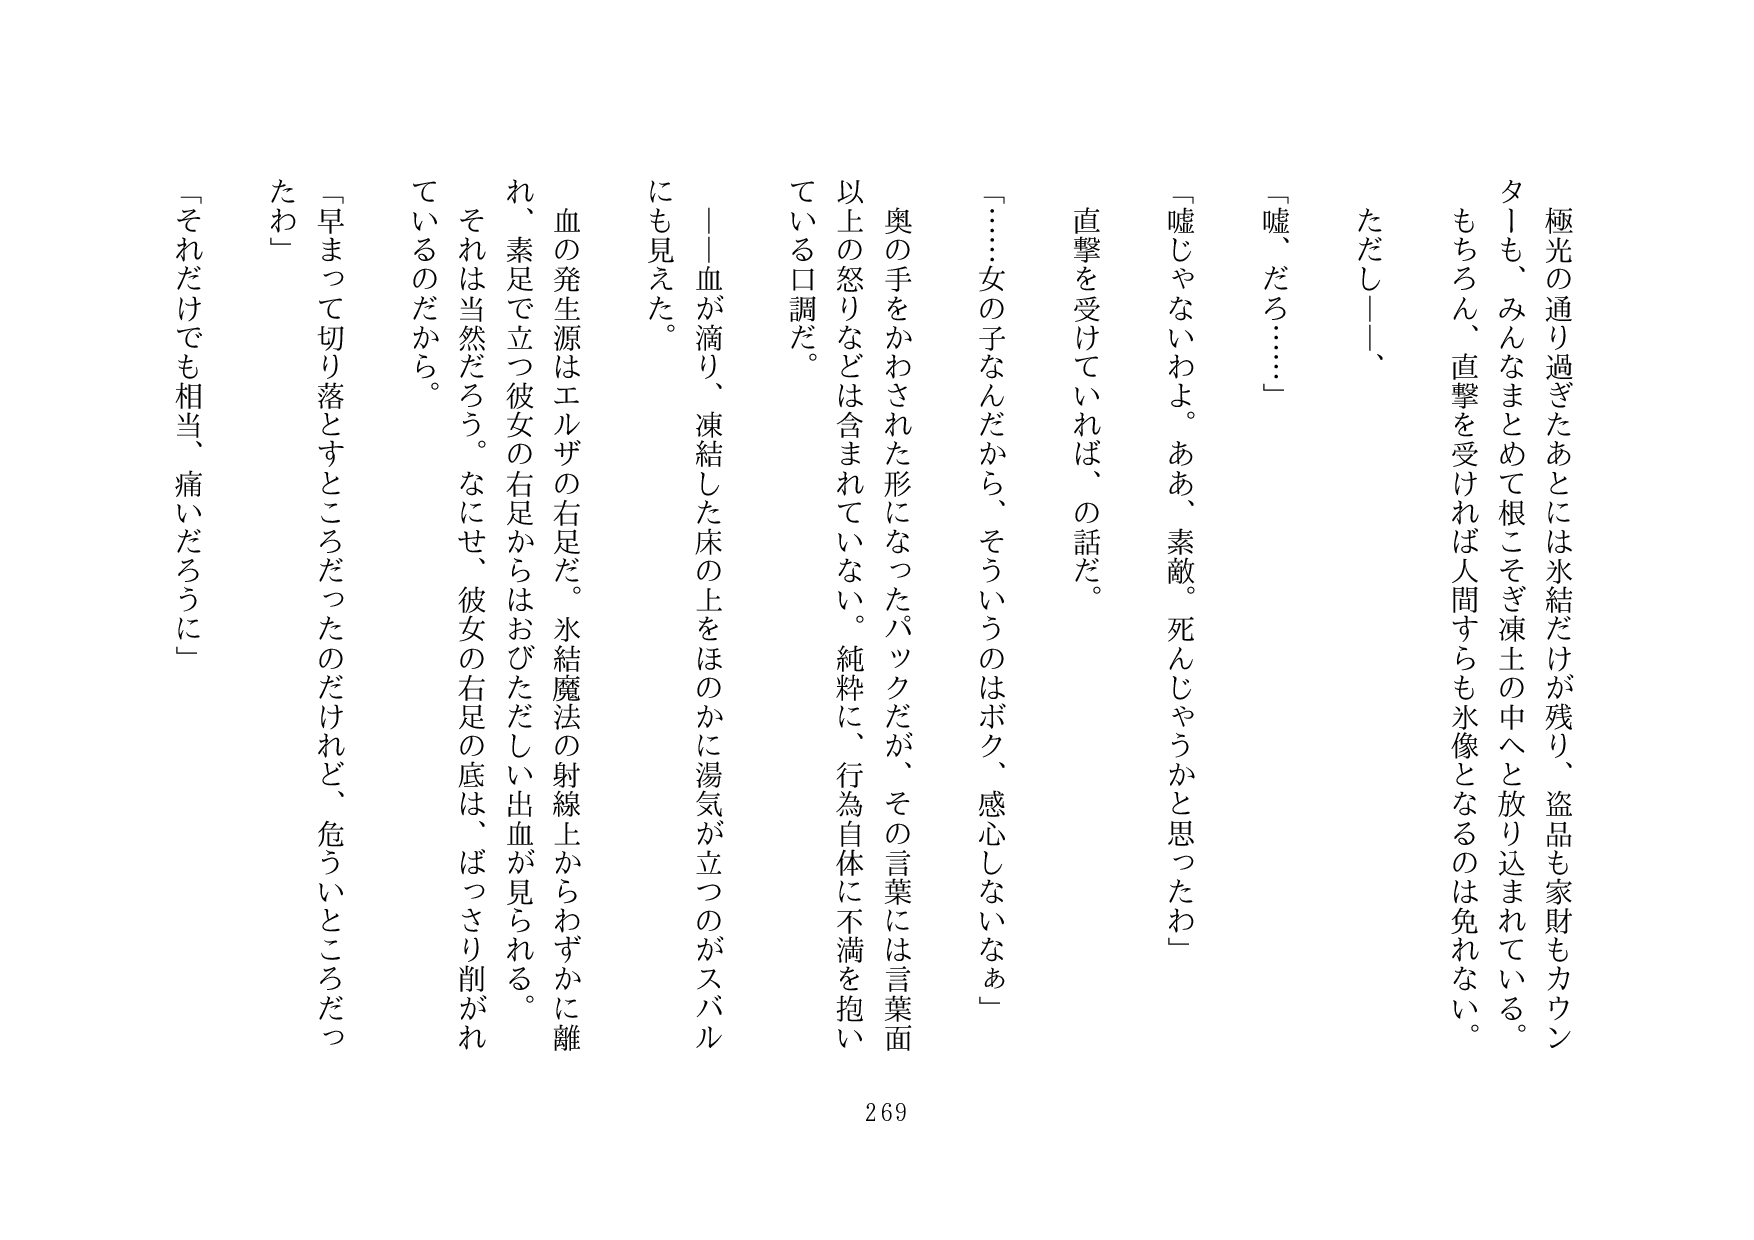 極光の通り過ぎたあとには氷結だけが残り、盗品も家財もカウン
ターも、みんなまとめて根こそぎ凍土の中へと放り込まれている。
　もちろん、直撃を受ければ人間すらも氷像となるのは免れない。
　ただし――、
「嘘、だろ……」
「嘘じゃないわよ。ああ、素敵。死んじゃうかと思ったわ」
　直撃を受けていれば、の話だ。
「……女の子なんだから、そういうのはボク、感心しないなぁ」
　奥の手をかわされた形になったパックだが、その言葉には言葉面
以上の怒りなどは含まれていない。純粋に、行為自体に不満を抱い
ている口調だ。
　――血が滴り、凍結した床の上をほのかに湯気が立つのがスバル
にも見えた。
　血の発生源はエルザの右足だ。氷結魔法の射線上からわずかに離
れ、素足で立つ彼女の右足からはおびただしい出血が見られる。
　それは当然だろう。なにせ、彼女の右足の底は、ばっさり削がれ
ているのだから。
「早まって切り落とすところだったのだけれど、危ういところだっ
たわ」
「それだけでも相当、痛いだろうに」
269